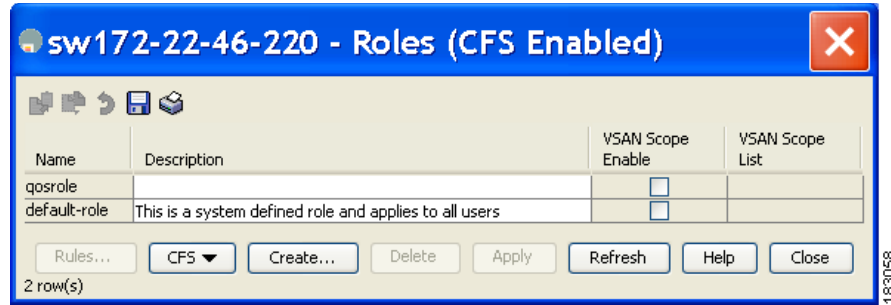 sw172-22-46-220 - Roles (CFS Enabled)
Name Description VSAN Scope Enable VSAN Scope List
qosrole
default-role This is a system defined role and applies to all users
Rules... CFS Create... Delete Apply Refresh Help Close
2 row(s)
183058